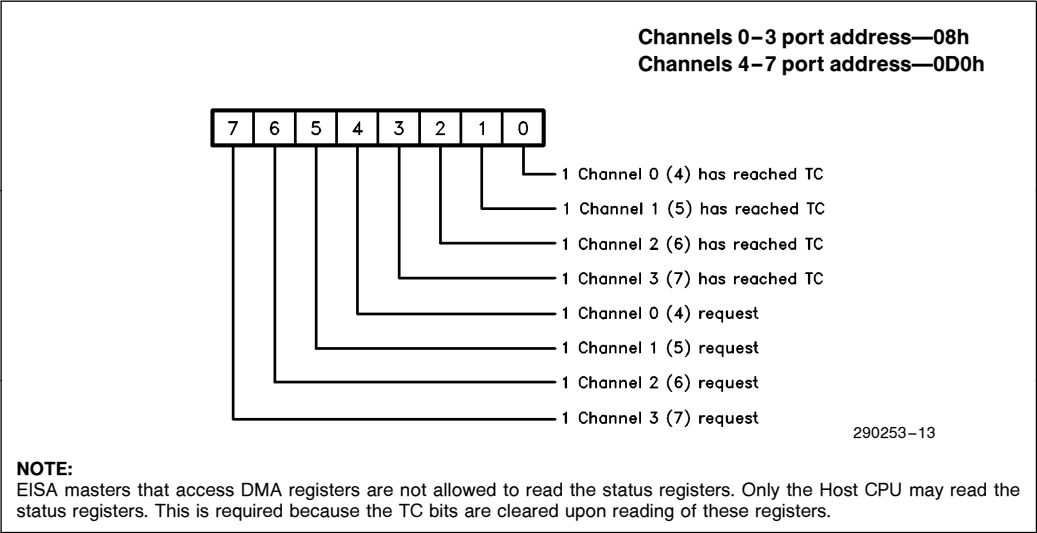 Channels 0–3 port address—08h
Channels 4–7 port address—0D0h
7 6 5 4 3 2 1 0
1 Channel 0 (4) has reached TC
1 Channel 1 (5) has reached TC
1 Channel 2 (6) has reached TC
1 Channel 3 (7) has reached TC
1 Channel 0 (4) request
1 Channel 1 (5) request
1 Channel 2 (6) request
1 Channel 3 (7) request
290253–13
NOTE:
EISA masters that access DMA registers are not allowed to read the status registers. Only the Host CPU may read the
status registers. This is required because the TC bits are cleared upon reading of these registers.